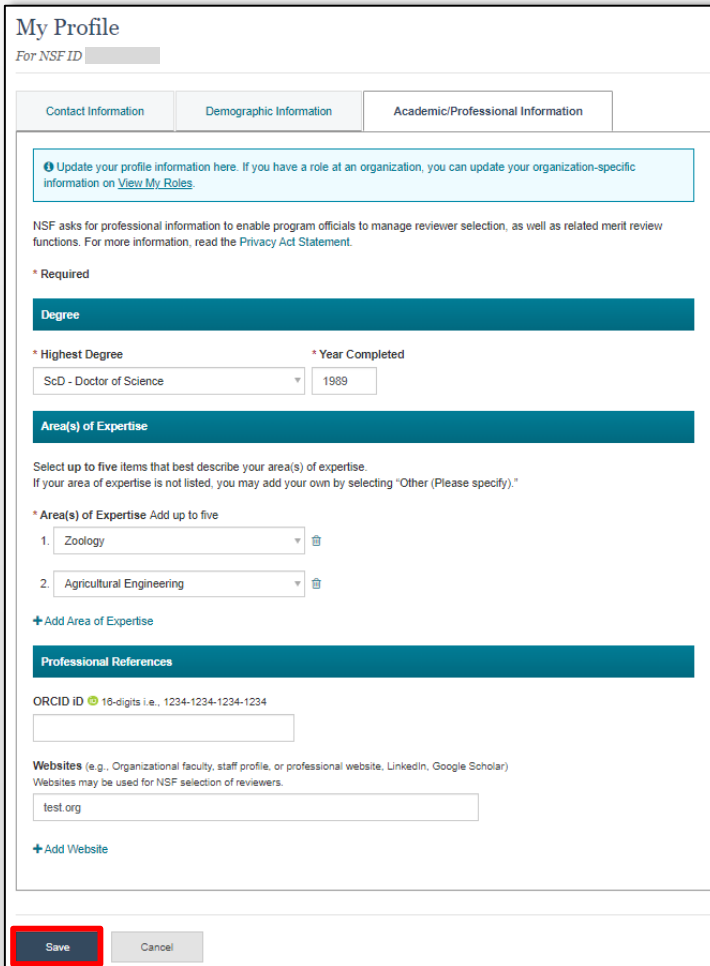 My Profile
For NSF ID
Contact Information
Demographic Information
Academic/Professional Information
Update your profile information here. If you have a role at an organization, you can update your organization-specific
information on View My Roles.
NSF asks for professional information to enable program officials to manage reviewer selection, as well as related merit review
functions. For more information, read the Privacy Act Statement.
* Required
Degree
* Highest Degree
* Year Completed
ScD - Doctor of Science
1989
Area(s) of Expertise
Select up to five items that best describe your area(s) of expertise.
If your area of expertise is not listed, you may add your own by selecting “Other (Please specify).”
* Area(s) of Expertise Add up to five
1. Zoology
2. Agricultural Engineering
+ Add Area of Expertise
Professional References
ORCID iD iD 16-digits i.e., 1234-1234-1234-1234
Websites (e.g., Organizational faculty, staff profile, or professional website, LinkedIn, Google Scholar)
Websites may be used for NSF selection of reviewers.
test.org
+ Add Website
Save
Cancel